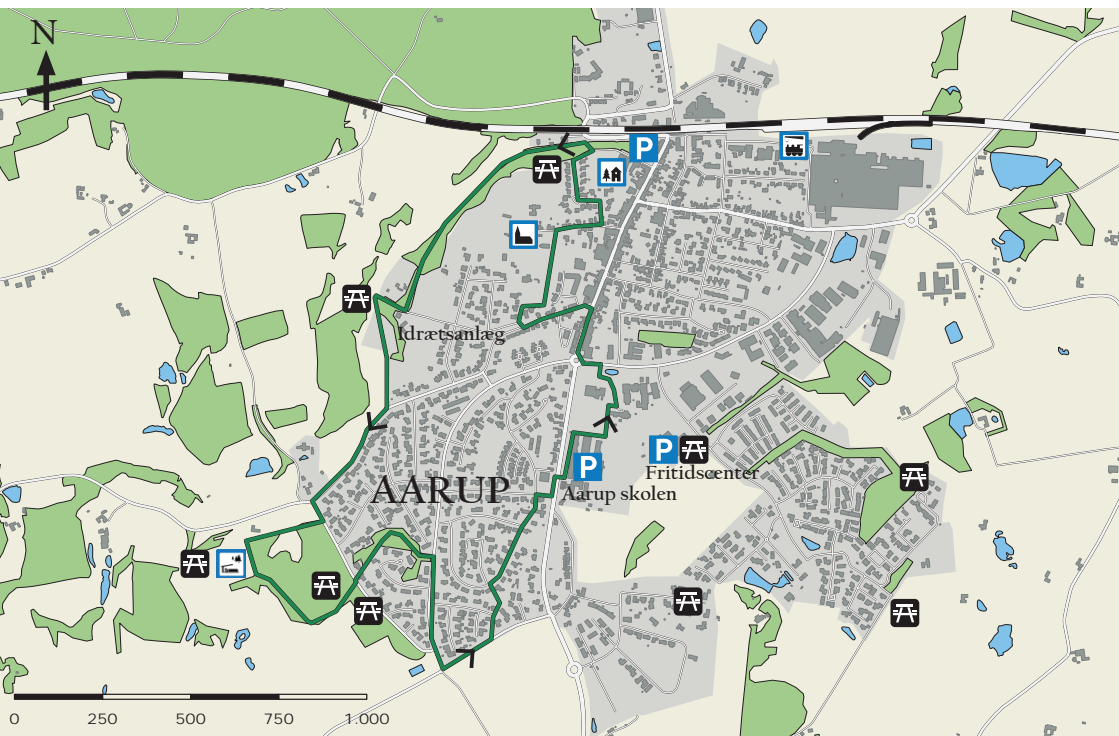 N
P
Idrætsanlæg
P
Fritidscenter
P
AARUP
Aarup skolen
0 250 500 750 1.000